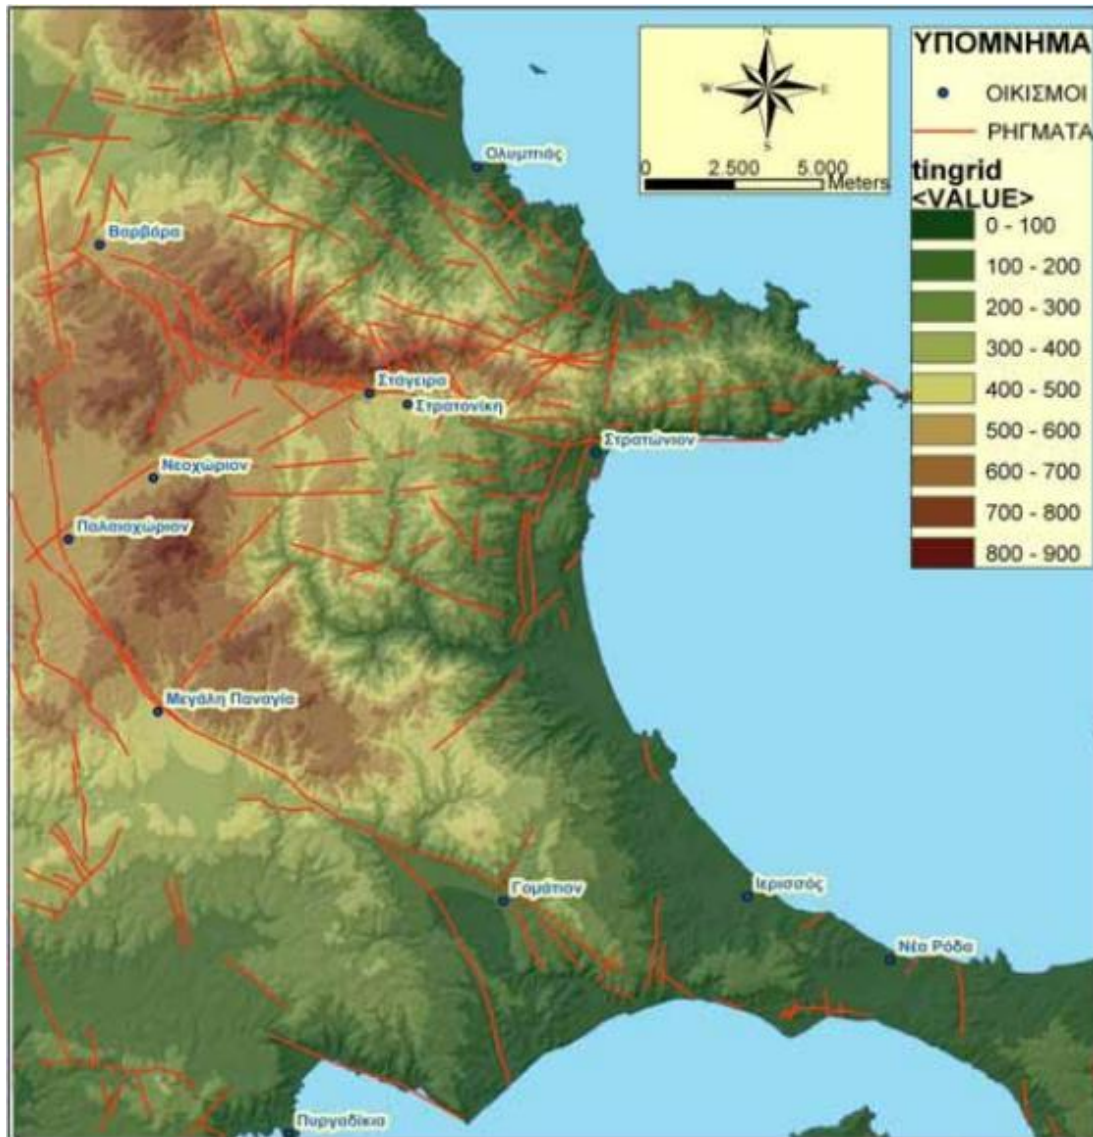 ΥΠΟΜΝΗΜΑ
ΟΙΚΙΣΜΟΙ
ΡΗΓΜΑΤΑ
tingrid
<VALUE>
0 - 100
100 - 200
200 - 300
300 - 400
400 - 500
500 - 600
600 - 700
700 - 800
800 - 900
N
W E
S
0 2.500 5.000
Meters
Ολυμπιάς
Βαρβάρα
Στάγειρα
Στρατονίκη
Στρατώνιον
Νεοχώριον
Παλαιοχώριον
Μεγάλη Παναγία
Γομάτιον
Ιερισσός
Νέα Ρόδα
Πυργαδίκια